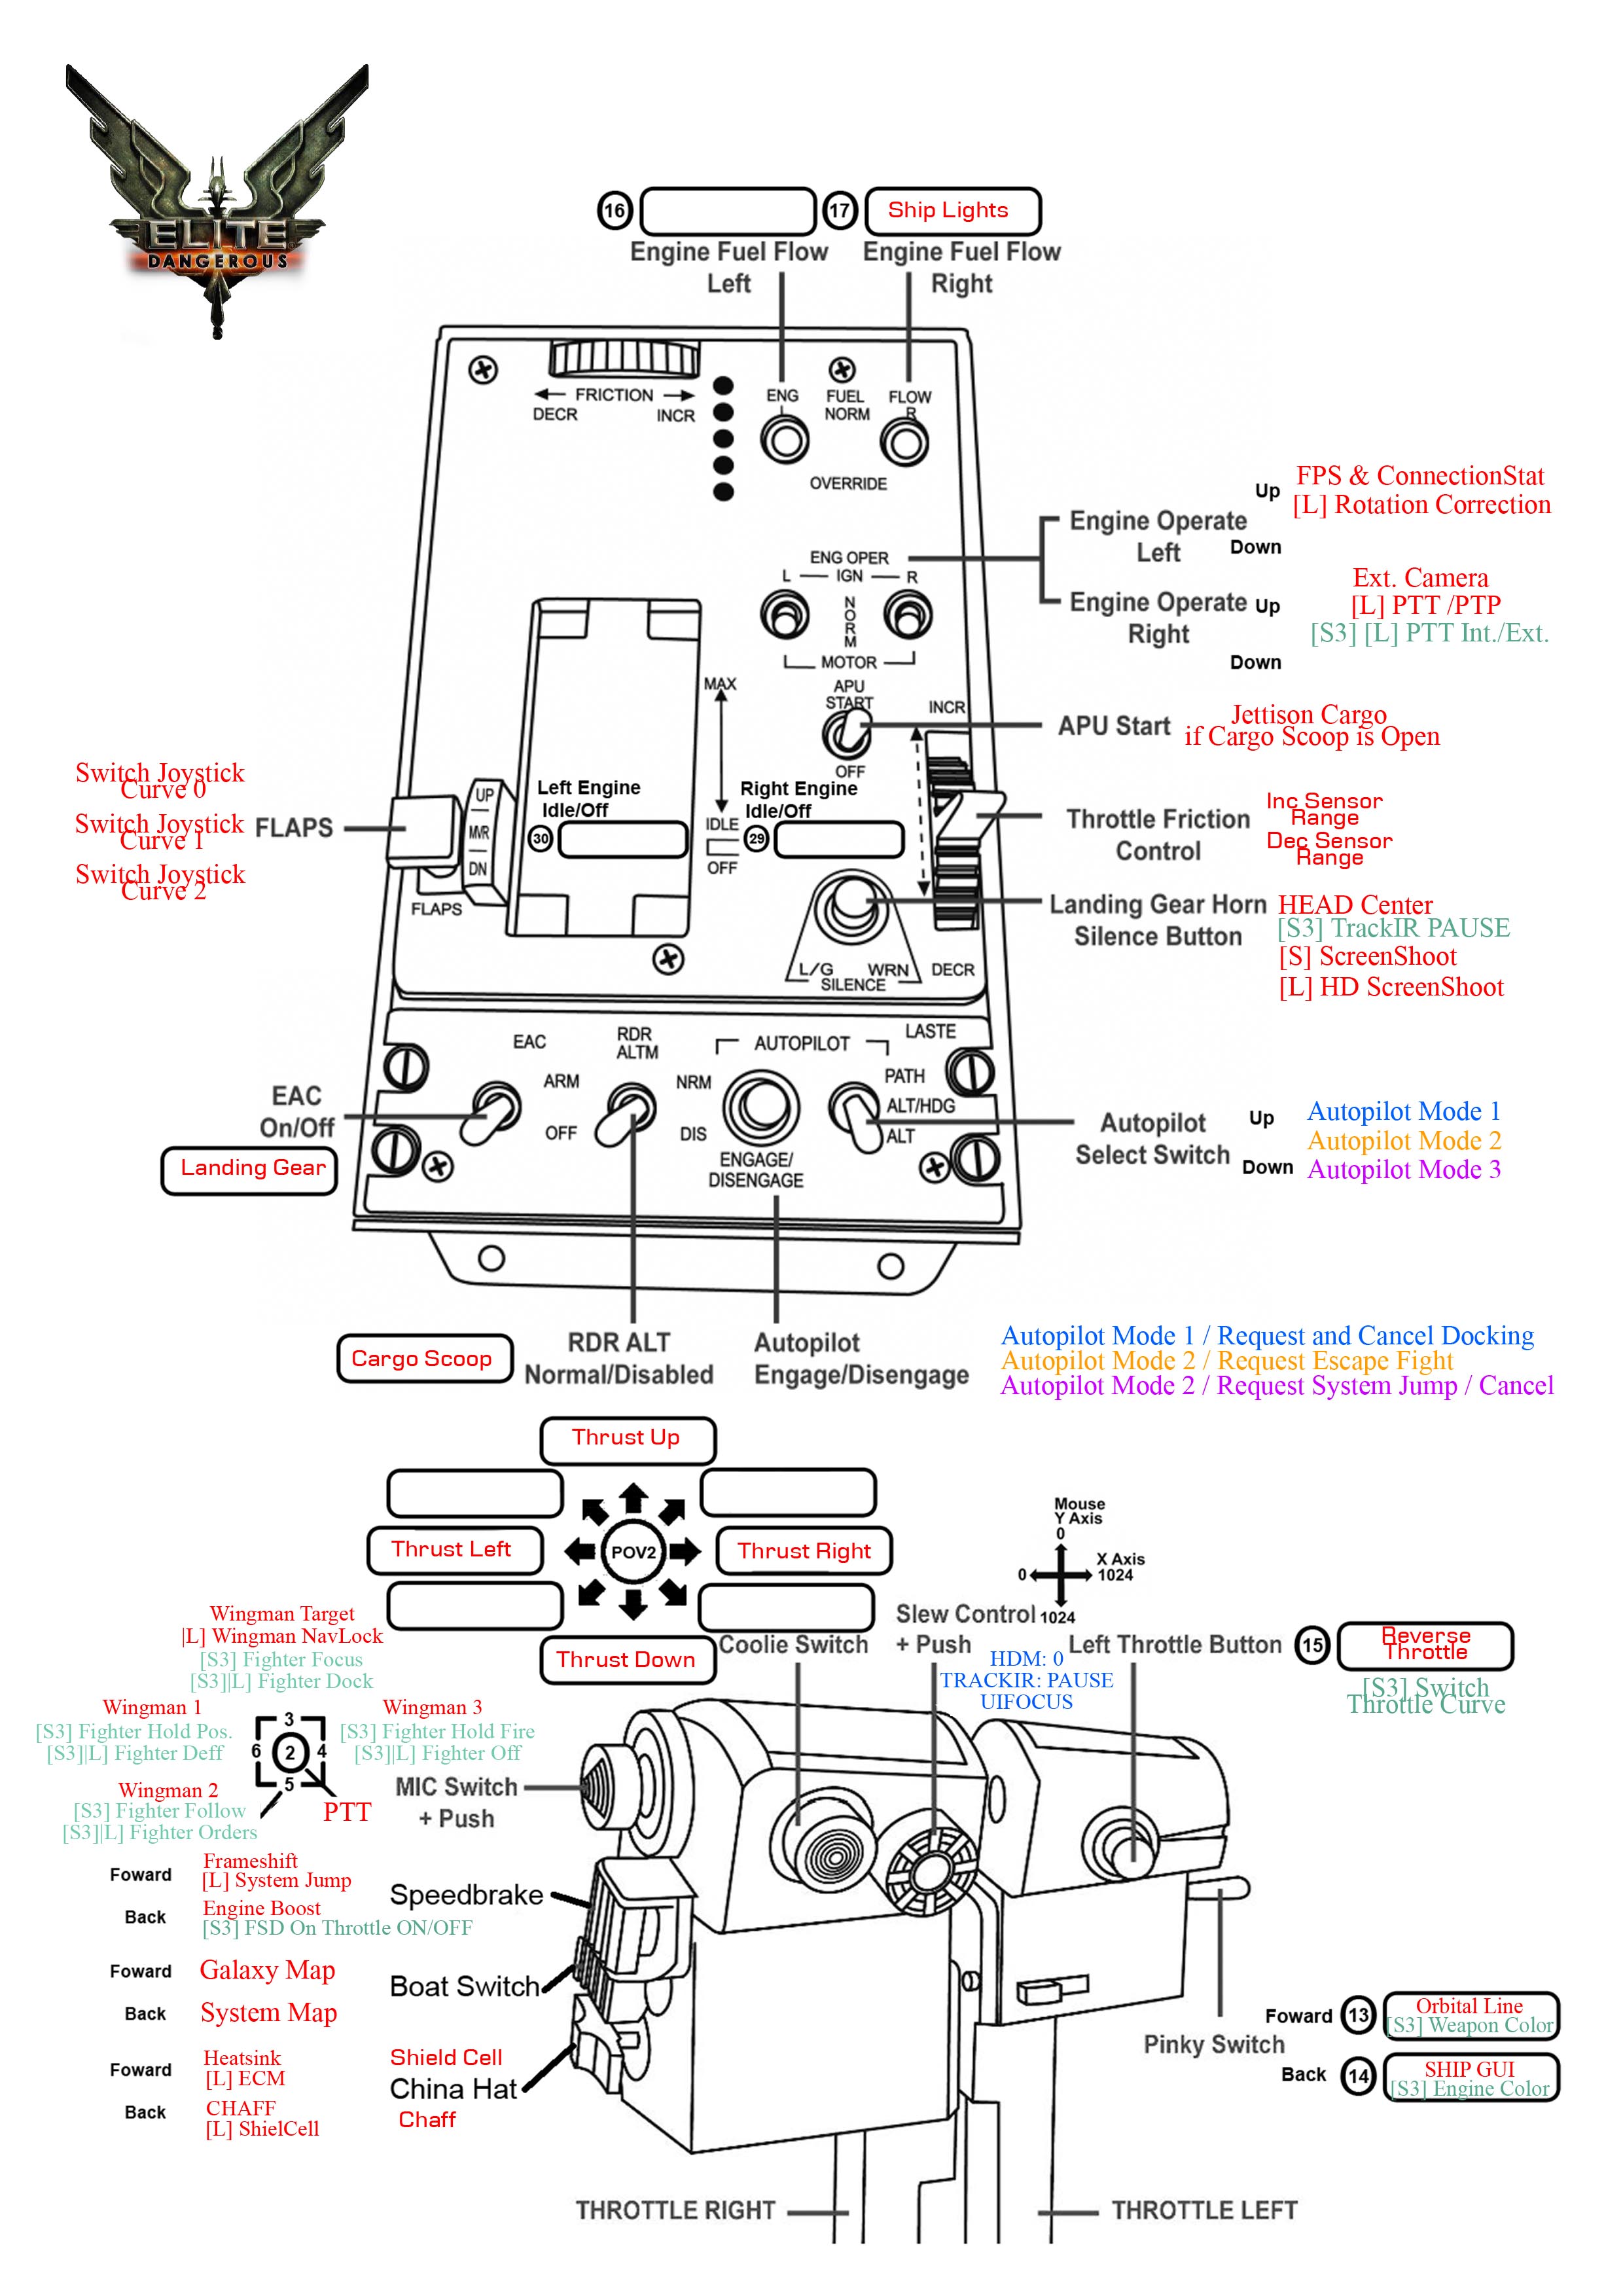 ELITE
DANGEROUS
16
17
Ship Lights
Engine Fuel Flow
Left
Engine Fuel Flow
Right
FRICTION
DECR
INCR
ENG
L
FUEL
NORM
FLOW
R
OVERRIDE
ENG OPER
L
IGN
R
NORM
MOTOR
Engine Operate
Left
Up
FPS & ConnectionStat
[L] Rotation Correction
Down
Engine Operate
Right
Up
Ext. Camera
[L] PTT /PTP
[S3] [L] PTT Int./Ext.
Down
MAX
APU
START
OFF
INCR
APU Start
Jettison Cargo
if Cargo Scoop is Open
Switch Joystick
Curve 0
Switch Joystick
Curve 1
Switch Joystick
Curve 2
FLAPS
UP
MVR
DN
FLAPS
Left Engine
Idle/Off
30
IDLE
OFF
Right Engine
Idle/Off
29
Throttle Friction
Control
Inc Sensor
Range
Dec Sensor
Range
Landing Gear Horn
Silence Button
HEAD Center
[S3] TrackIR PAUSE
[S] ScreenShoot
[L] HD ScreenShoot
L/G
WRN
SILENCE
DECR
EAC
ARM
OFF
RDR
ALTM
NRM
DIS
AUTOPILOT
LASTE
PATH
ALT/HDG
ALT
ENGAGE/
DISENGAGE
EAC
On/Off
Landing Gear
Autopilot
Select Switch
Up
Down
Autopilot Mode 1
Autopilot Mode 2
Autopilot Mode 3
Cargo Scoop
RDR ALT
Normal/Disabled
Autopilot
Engage/Disengage
Autopilot Mode 1 / Request and Cancel Docking
Autopilot Mode 2 / Request Escape Fight
Autopilot Mode 2 / Request System Jump / Cancel
Thrust Up
Thrust Left
POV2
Thrust Right
Thrust Down
Coolie Switch
Mouse
Y Axis
0
X Axis
0
1024
1024
Slew Control
+ Push
HDM: 0
TRACKIR: PAUSE
UIFOCUS
Left Throttle Button
15
Reverse
Throttle
[S3] Switch
Throttle Curve
Wingman Target
|L] Wingman NavLock
[S3] Fighter Focus
[S3]|L] Fighter Dock
Wingman 1
[S3] Fighter Hold Pos.
[S3]|L] Fighter Deff
3
6
2
4
5
Wingman 3
[S3] Fighter Hold Fire
[S3]|L] Fighter Off
Wingman 2
[S3] Fighter Follow
[S3]|L] Fighter Orders
PTT
MIC Switch
+ Push
Foward
Frameshift
[L] System Jump
Back
Engine Boost
[S3] FSD On Throttle ON/OFF
Speedbrake
Foward
Galaxy Map
Back
System Map
Boat Switch
Foward
Heatsink
[L] ECM
Back
CHAFF
[L] ShielCell
Shield Cell
China Hat
Chaff
Pinky Switch
Foward
13
Orbital Line
[S3] Weapon Color
Back
14
SHIP GUI
[S3] Engine Color
THROTTLE RIGHT
THROTTLE LEFT